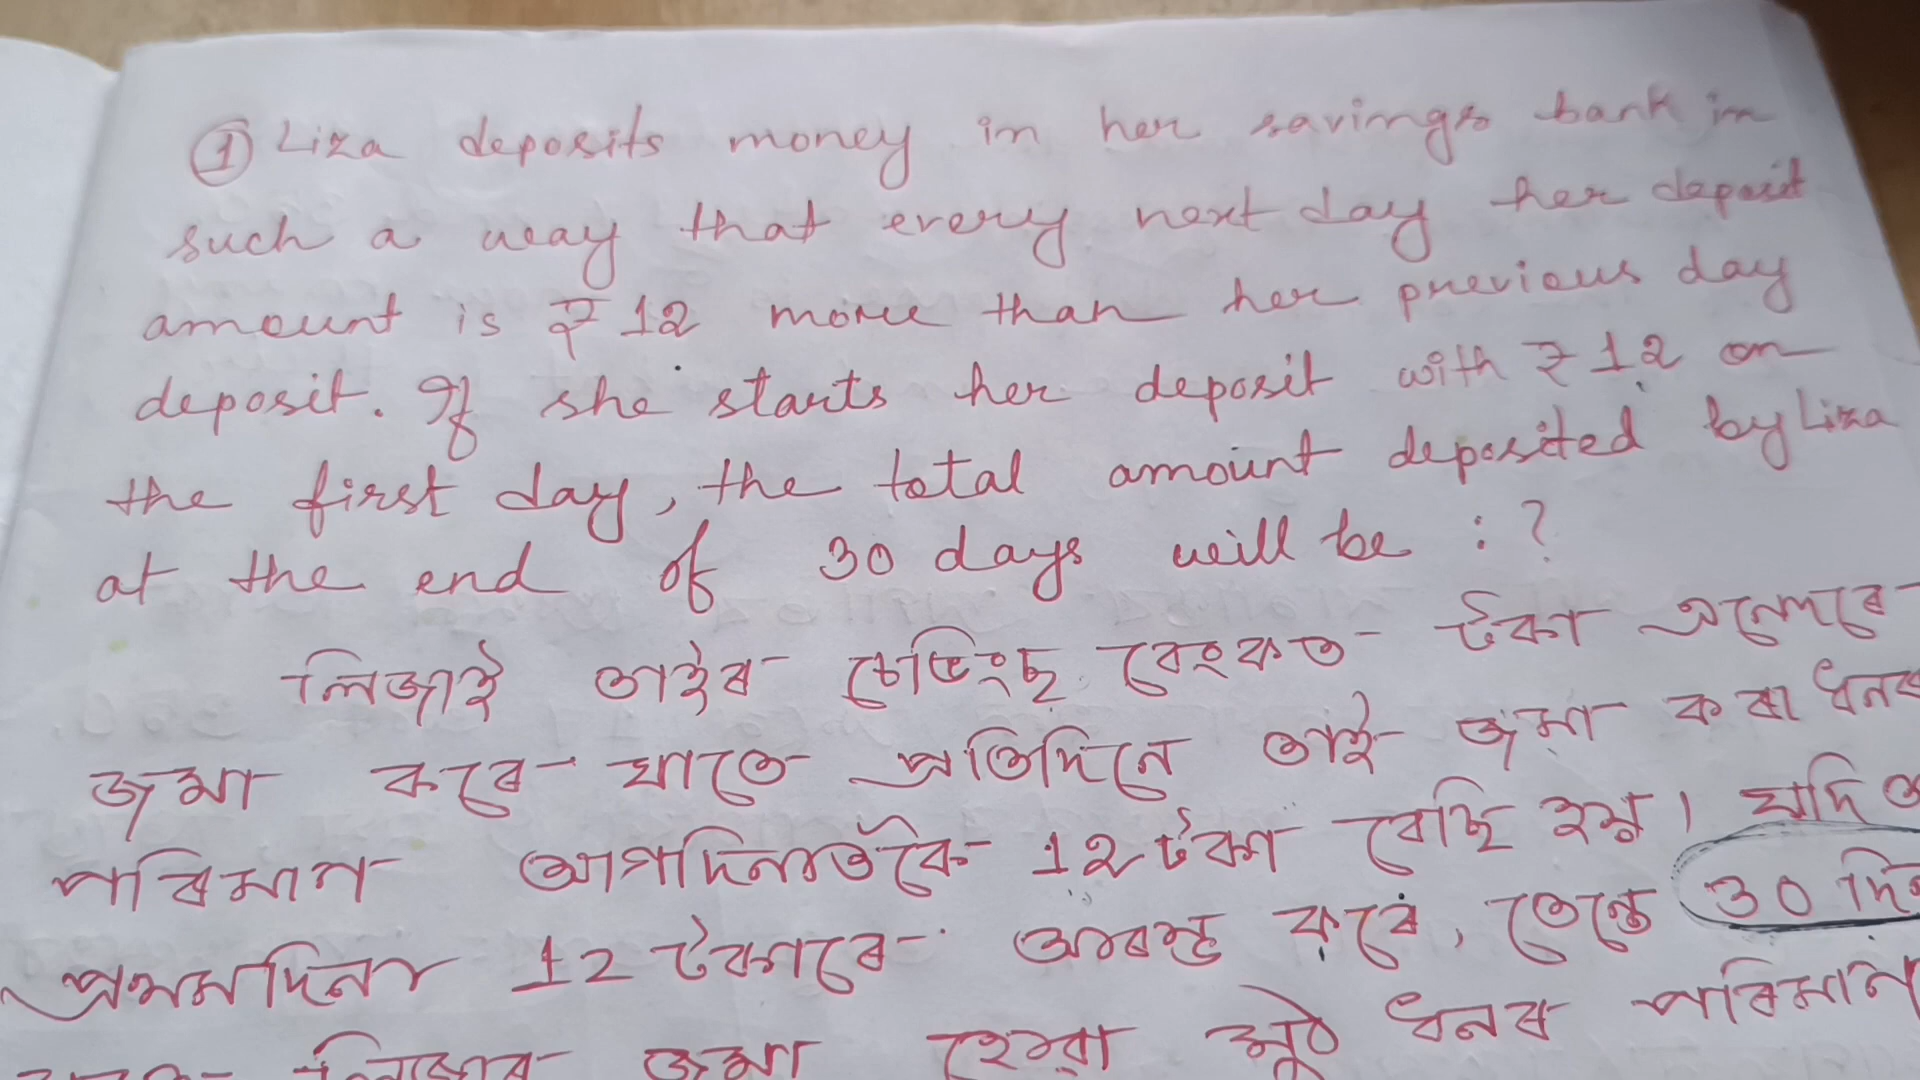 ① Liza deposits money in her savings bank in
such a way that every next day her deposit
amount is ₹ 12 more than her previous day
deposit. If she starts her deposit with ₹ 12 on
the first day, the total amount deposited by Liza
at the end of 30 days will be : ?
লিজাই তাইৰ চেভিংছ বেংকত টকা এনেদৰে
জমা কৰে যাতে প্ৰতিদিনে তাই জমা কৰা ধনৰ
পৰিমাণ আগদিনাতকৈ 12 টকা বেছি হয়। যদি
প্ৰথমদিনা 12 টকাৰে আৰম্ভ কৰে, তেন্তে 30
লিজাৰ জমা হোৱা মুঠ ধনৰ পৰিমাণ